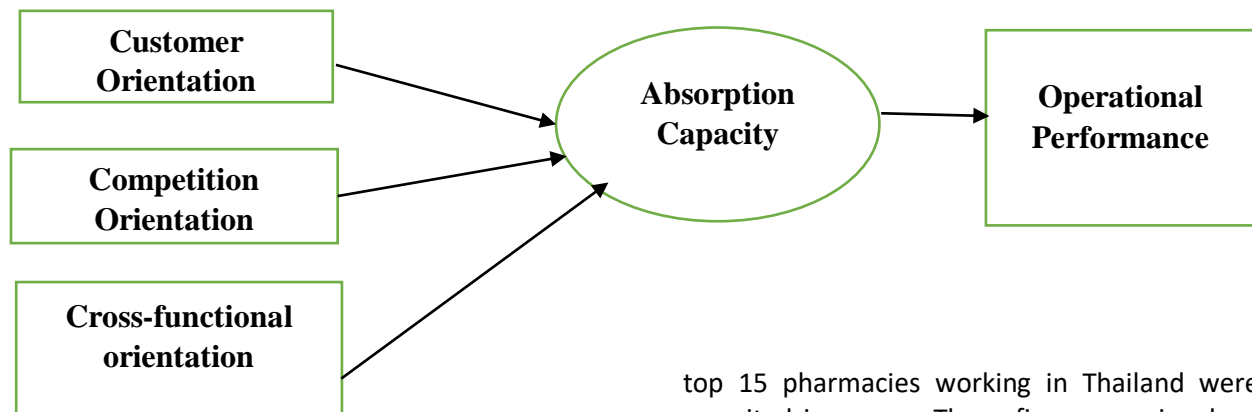 Customer
Orientation
Absorption
Capacity
Operational
Performance
Competition
Orientation
Cross-functional
orientation
top 15 pharmacies working in Thailand were